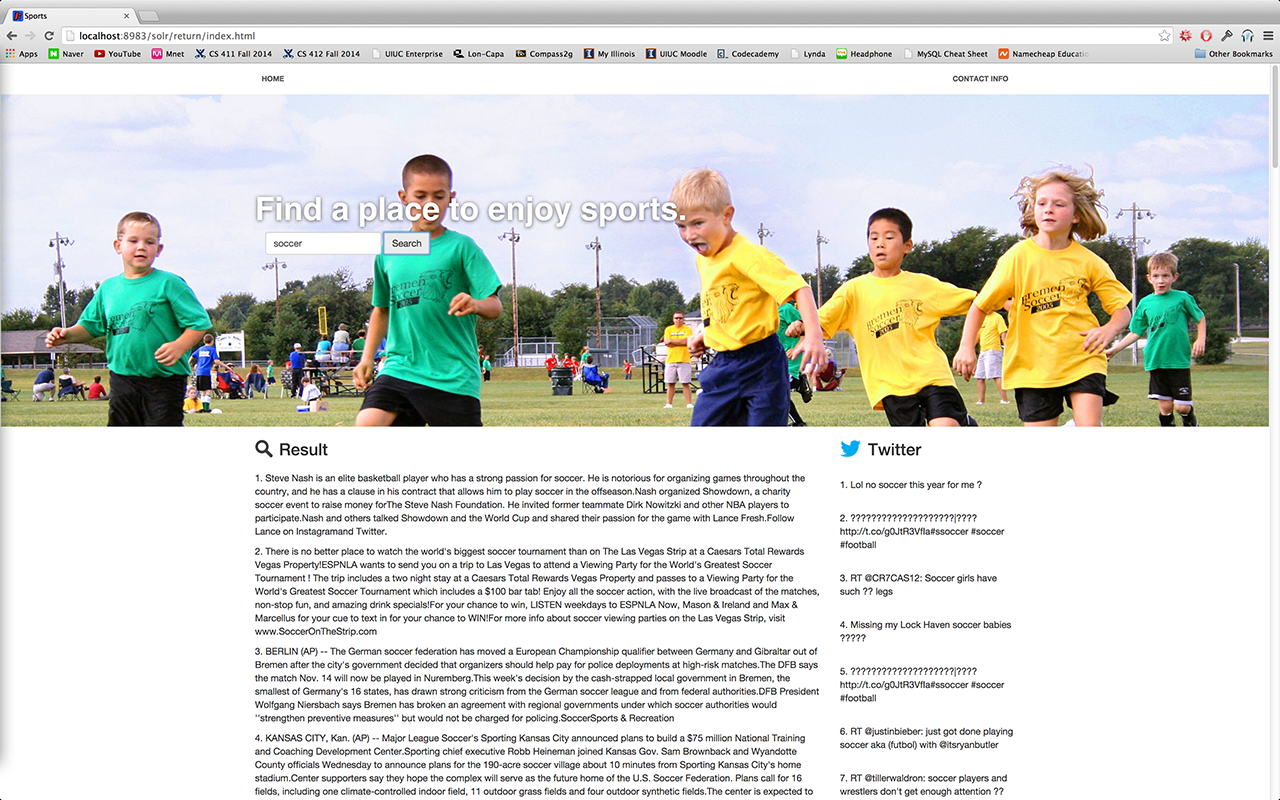 Sports
localhost:8983/solr/return/index.html
Apps Naver YouTube Mnet CS 411 Fall 2014 CS 412 Fall 2014 UIUC Enterprise Lon-Capa Compass2g My Illinois UIUC Moodle Codecademy Lynda Headphone MySQL Cheat Sheet Namecheap Educatio Other Bookmarks
HOME CONTACT INFO
Find a place to enjoy sports.
soccer Search
Bremen
Soccer
2005
Bremen
Soccer
2005
Bremen
Soccer
2005
Result
1. Steve Nash is an elite basketball player who has a strong passion for soccer. He is notorious for organizing games throughout the
country, and he has a clause in his contract that allows him to play soccer in the offseason.Nash organized Showdown, a charity
soccer event to raise money forThe Steve Nash Foundation. He invited former teammate Dirk Nowitzki and other NBA players to
participate.Nash and others talked Showdown and the World Cup and shared their passion for the game with Lance Fresh.Follow
Lance on Instagramand Twitter.
2. There is no better place to watch the world's biggest soccer tournament than on The Las Vegas Strip at a Caesars Total Rewards
Vegas Property!ESPNLA wants to send you on a trip to Las Vegas to attend a Viewing Party for the World's Greatest Soccer
Tournament ! The trip includes a two night stay at a Caesars Total Rewards Vegas Property and passes to a Viewing Party for the
World's Greatest Soccer Tournament which includes a $100 bar tab! Enjoy all the soccer action, with the live broadcast of the matches,
non-stop fun, and amazing drink specials!For your chance to win, LISTEN weekdays to ESPNLA Now, Mason & Ireland and Max &
Marcellus for your cue to text in for your chance to WIN!For more info about soccer viewing parties on the Las Vegas Strip, visit
www.SoccerOnTheStrip.com
3. BERLIN (AP) -- The German soccer federation has moved a European Championship qualifier between Germany and Gibraltar out of
Bremen after the city's government decided that organizers should help pay for police deployments at high-risk matches.The DFB says
the match Nov. 14 will now be played in Nuremberg.This week's decision by the cash-strapped local government in Bremen, the
smallest of Germany's 16 states, has drawn strong criticism from the German soccer league and from federal authorities.DFB President
Wolfgang Niersbach says Bremen has broken an agreement with regional governments under which soccer authorities would
''strengthen preventive measures'' but would not be charged for policing.SoccerSports & Recreation
4. KANSAS CITY, Kan. (AP) -- Major League Soccer's Sporting Kansas City announced plans to build a $75 million National Training
and Coaching Development Center.Sporting chief executive Robb Heineman joined Kansas Gov. Sam Brownback and Wyandotte
County officials Wednesday to announce plans for the 190-acre soccer village about 10 minutes from Sporting Kansas City's home
stadium.Center supporters say they hope the complex will serve as the future home of the U.S. Soccer Federation. Plans call for 16
fields, including one climate-controlled indoor field, 11 outdoor grass fields and four outdoor synthetic fields.The center is expected to
Twitter
1. Lol no soccer this year for me ?
2. ?????????????????????|????
http://t.co/g0JtR3Vfla#ssoccer #soccer
#football
3. RT @CR7CAS12: Soccer girls have
such ?? legs
4. Missing my Lock Haven soccer babies
?????
5. ?????????????????????|????
http://t.co/g0JtR3Vfla#ssoccer #soccer
#football
6. RT @justinbieber: just got done playing
soccer aka (futbol) with @itsryanbutler
7. RT @tillerwaldron: soccer players and
wrestlers don't get enough attention ??